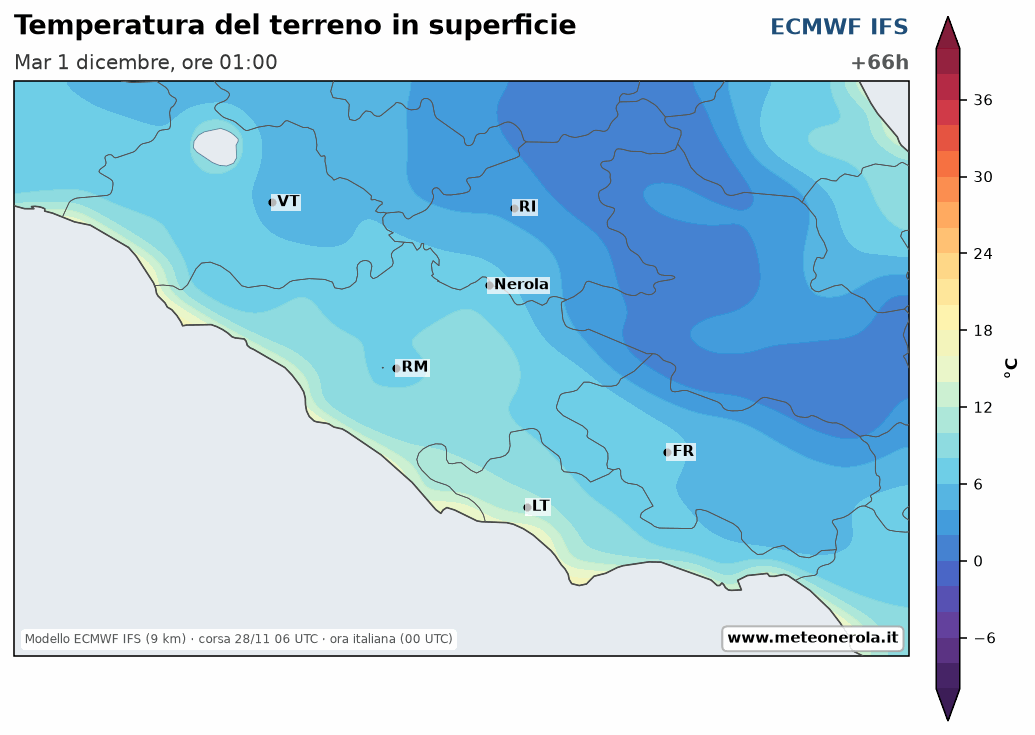 Temperatura del terreno in superficie
ECMWF IFS
Mar 1 dicembre, ore 01:00
+66h
36
30
24
18
12
6
0
−6
°C
VT
RI
Nerola
RM
FR
LT
Modello ECMWF IFS (9 km) · corsa 28/11 06 UTC · ora italiana (00 UTC)
www.meteonerola.it